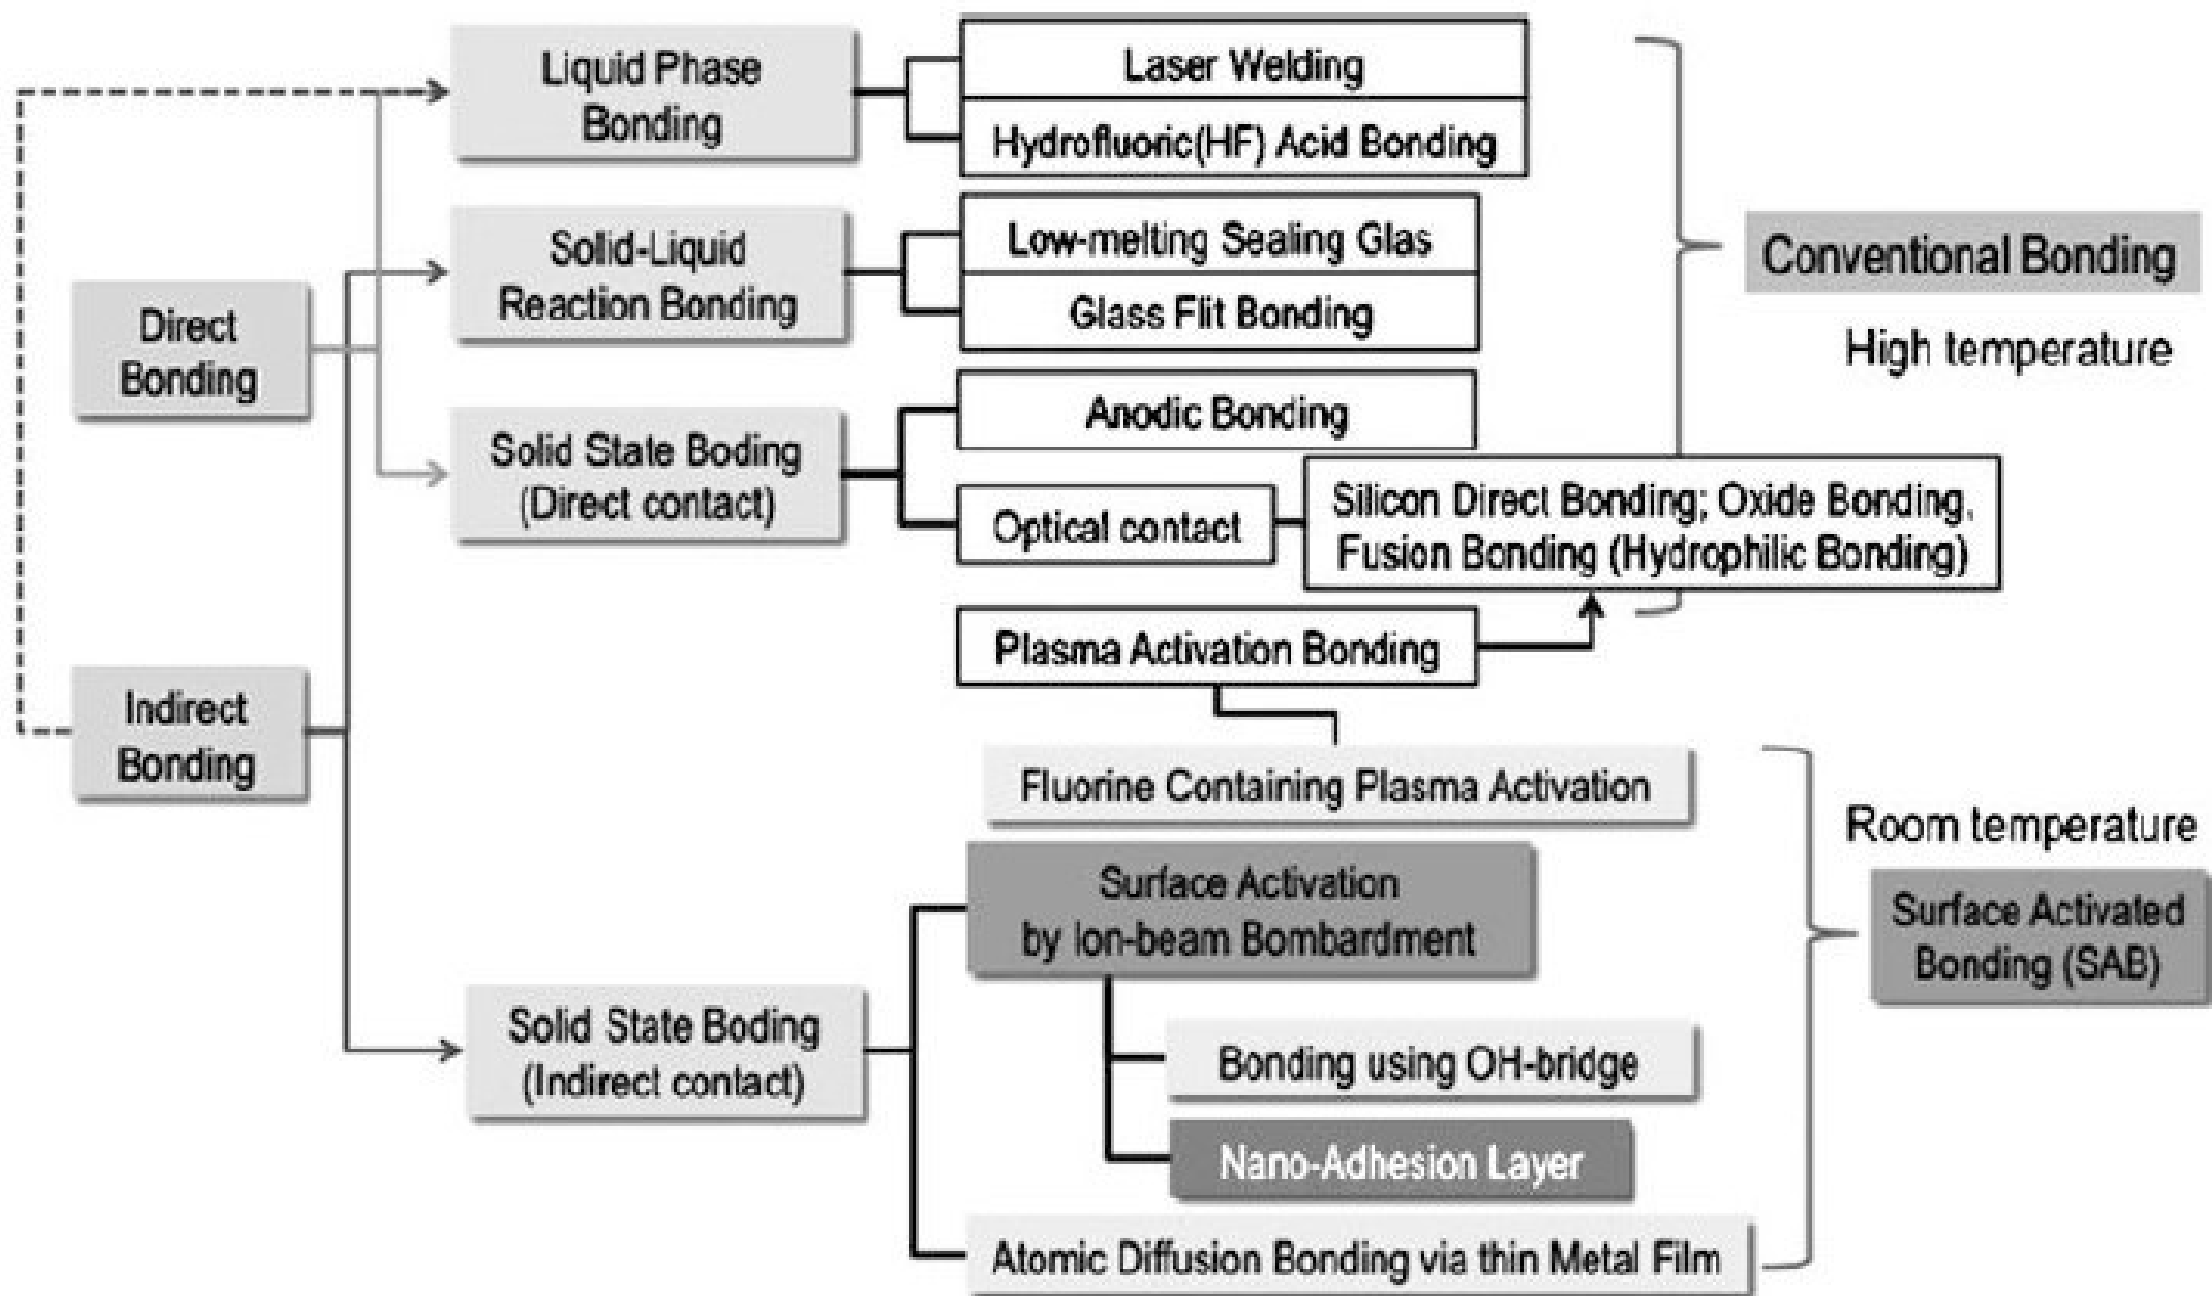 Liquid Phase
Bonding
Laser Welding
Hydrofluoric(HF) Acid Bonding
Solid-Liquid
Reaction Bonding
Low-melting Sealing Glas
Glass Flit Bonding
Conventional Bonding
High temperature
Direct
Bonding
Solid State Boding
(Direct contact)
Anodic Bonding
Optical contact
Silicon Direct Bonding; Oxide Bonding,
Fusion Bonding (Hydrophilic Bonding)
Plasma Activation Bonding
Indirect
Bonding
Fluorine Containing Plasma Activation
Room temperature
Surface Activated
Bonding (SAB)
Surface Activation
by Ion-beam Bombardment
Solid State Boding
(Indirect contact)
Bonding using OH-bridge
Nano-Adhesion Layer
Atomic Diffusion Bonding via thin Metal Film